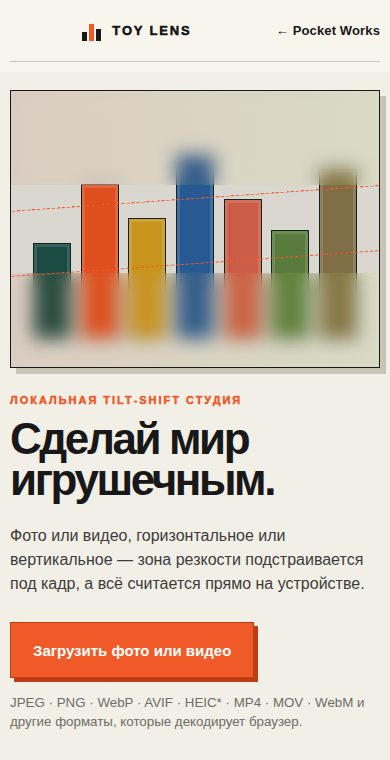 TOY LENS
← Pocket Works
ЛОКАЛЬНАЯ TILT-SHIFT СТУДИЯ
Сделай мир
игрушечным.
Фото или видео, горизонтальное или
вертикальное — зона резкости подстраивается
под кадр, а всё считается прямо на устройстве.
Загрузить фото или видео
JPEG · PNG · WebP · AVIF · HEIC* · MP4 · MOV · WebM и
другие форматы, которые декодирует браузер.